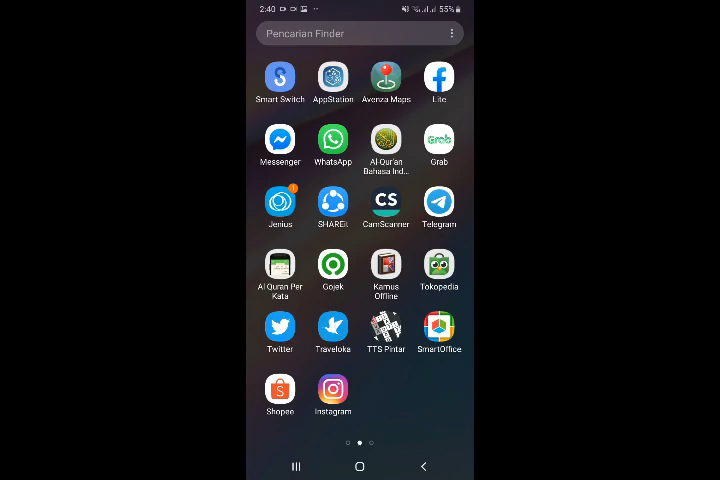 2:40
55%
Pencarian Finder
Smart Switch
AppStation
Avenza Maps
Lite
Messenger
WhatsApp
Al-Qur'an
Bahasa Ind...
Grab
Grab
Jenius
SHAREit
CS
CamScanner
Telegram
Al Quran Per
Kata
Gojek
Kamus
Offline
Tokopedia
Twitter
Traveloka
TTS Pintar
SmartOffice
S
Shopee
Instagram